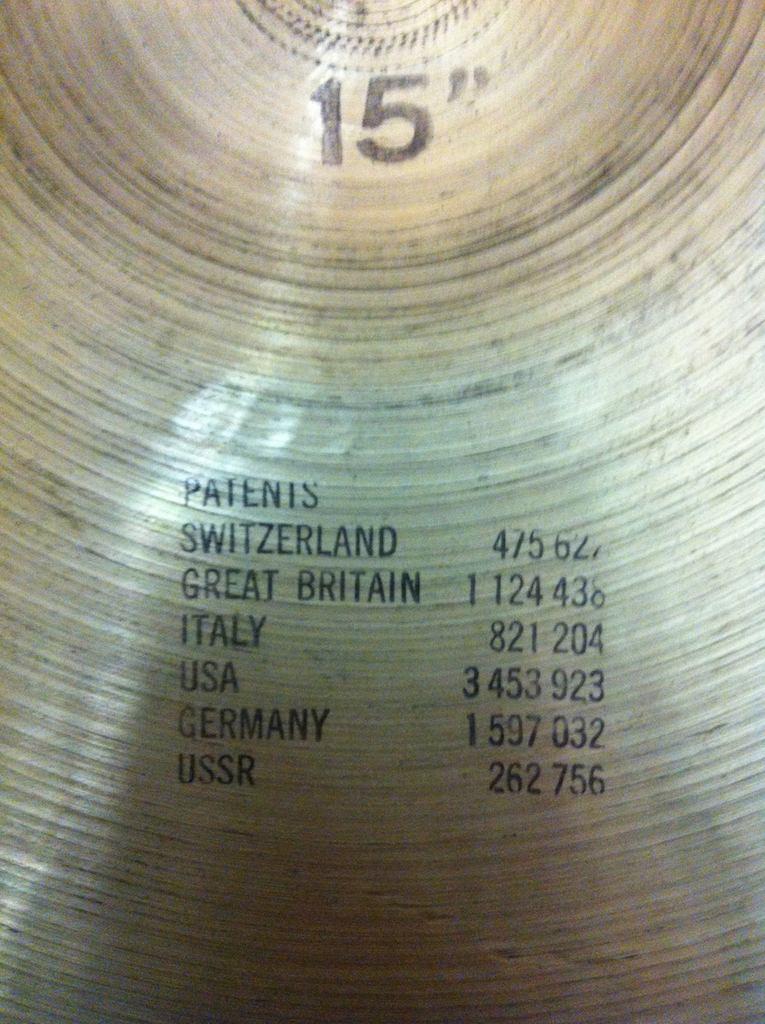 15"
PATENTS
SWITZERLAND 475 627
GREAT BRITAIN 1 124 438
ITALY 821 204
USA 3 453 923
GERMANY 1 597 032
USSR 262 756